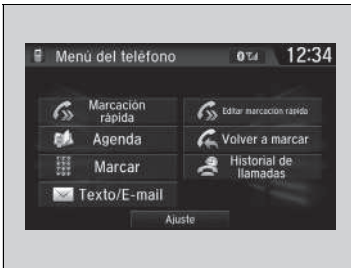 Menú del teléfono 12:34
Marcación
rápida
Editar marcación rápida
Agenda
Volver a marcar
Marcar
Historial de
llamadas
Texto/E-mail
Ajuste